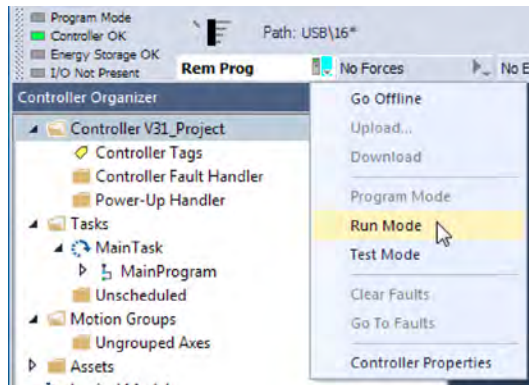 Program Mode
Controller OK
Energy Storage OK
I/O Not Present
Path: USB\16*
Rem Prog
No Forces
No E
Controller Organizer
Controller V31_Project
Controller Tags
Controller Fault Handler
Power-Up Handler
Tasks
MainTask
MainProgram
Unscheduled
Motion Groups
Ungrouped Axes
Assets
Go Offline
Upload...
Download
Program Mode
Run Mode
Test Mode
Clear Faults
Go To Faults
Controller Properties